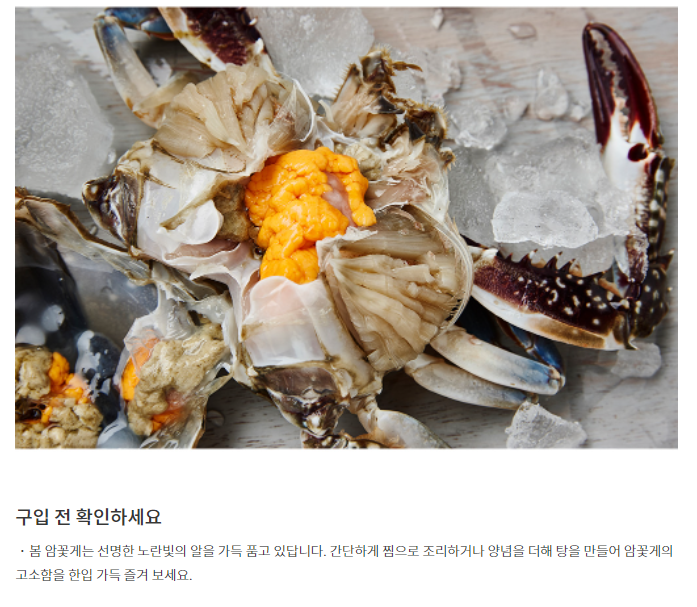 구입 전 확인하세요
・봄 암꽃게는 선명한 노란빛의 알을 가득 품고 있답니다. 간단하게 찜으로 조리하거나 양념을 더해 탕을 만들어 암꽃게의
고소함을 한입 가득 즐겨 보세요.